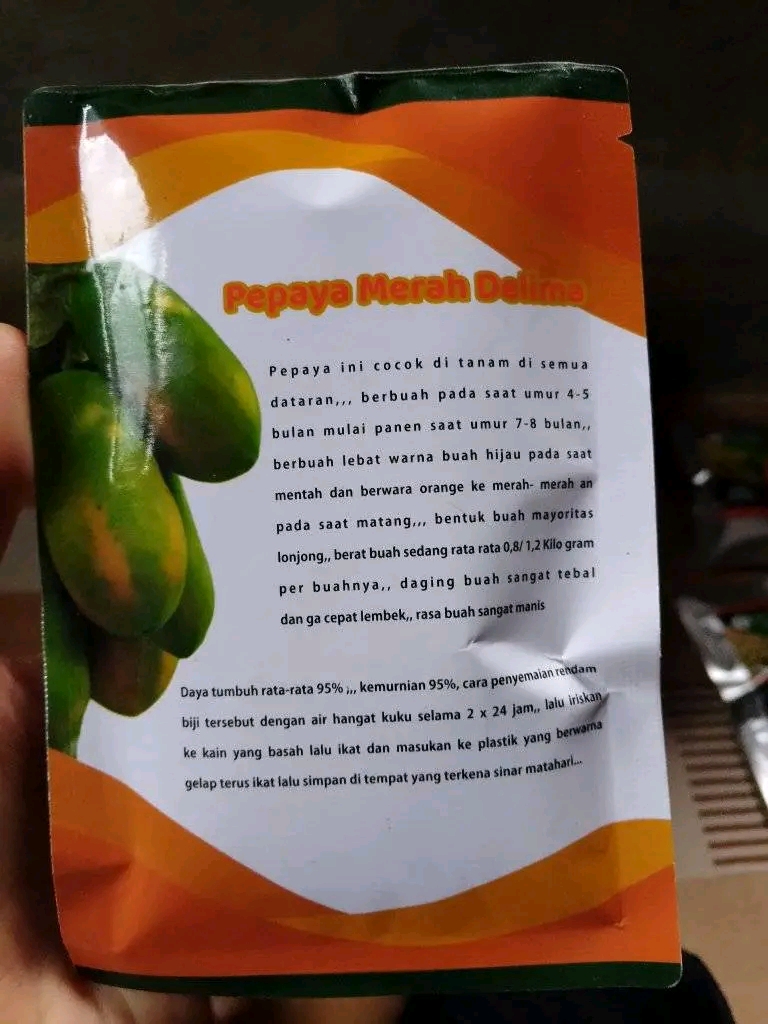 Pepaya Merah Delima
Pepaya ini cocok di tanam di semua
dataran,,, berbuah pada saat umur 4-5
bulan mulai panen saat umur 7-8 bulan,,
berbuah lebat warna buah hijau pada saat
mentah dan berwara orange ke merah- merah an
pada saat matang,,, bentuk buah mayoritas
lonjong,, berat buah sedang rata rata 0,8/ 1,2 Kilo gram
per buahnya,, daging buah sangat tebal
dan ga cepat lembek,, rasa buah sangat manis
Daya tumbuh rata-rata 95% ,,, kemurnian 95%, cara penyemaian rendam
biji tersebut dengan air hangat kuku selama 2 x 24 jam,, lalu iriskan
ke kain yang basah lalu ikat dan masukan ke plastik yang berwarna
gelap terus ikat lalu simpan di tempat yang terkena sinar matahari...